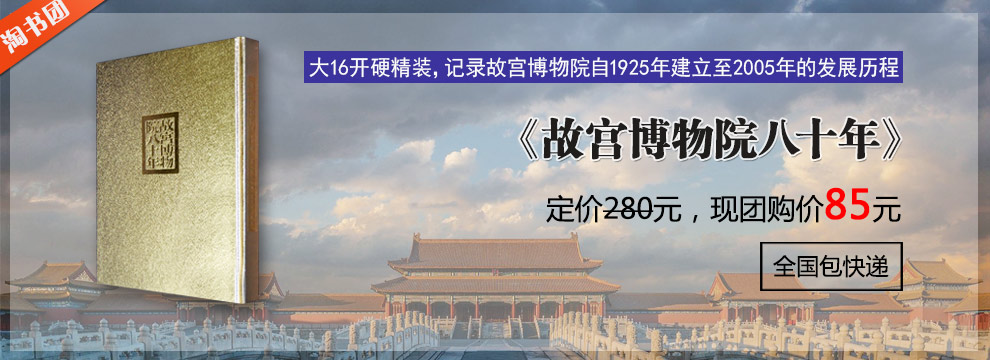 淘书团
大16开硬精装，记录故宫博物院自1925年建立至2005年的发展历程
《故宫博物院八十年》
定价280元，现团购价85元
全国包快递
故宫博物
院八十年